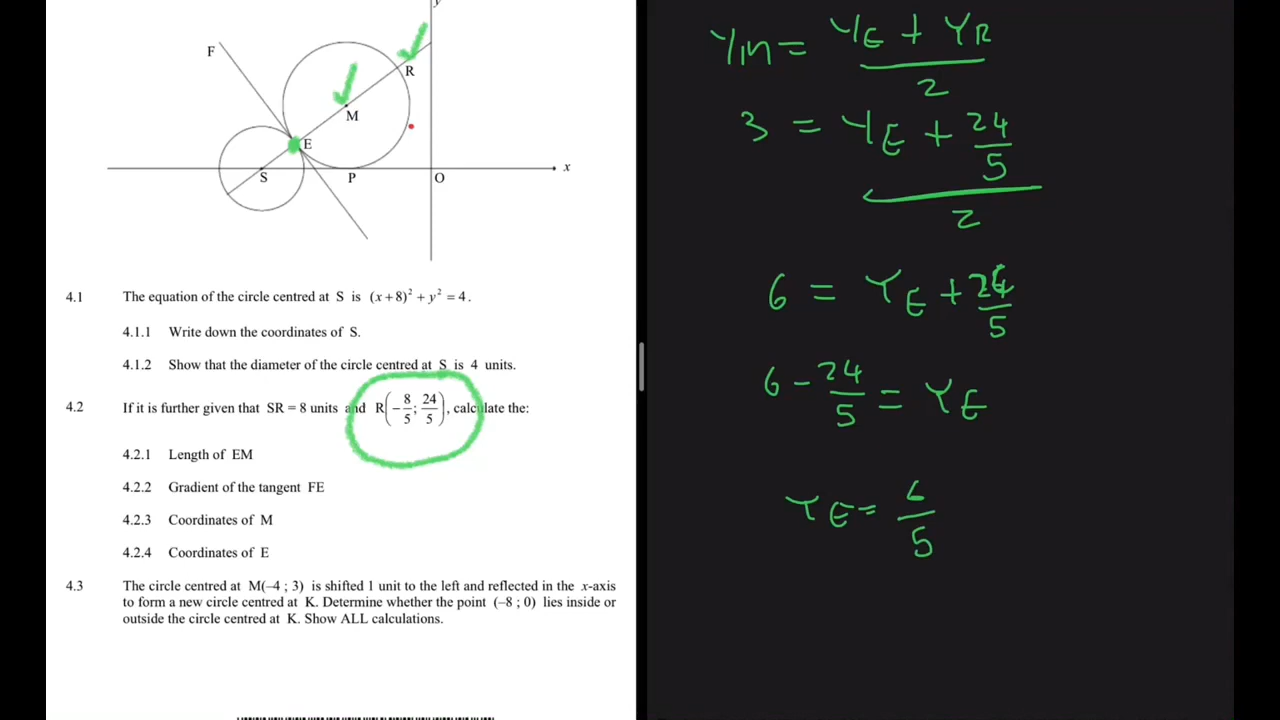 y
F
R
M
E
x
S
P
O
4.1 The equation of the circle centred at S is (x+8)² + y² = 4.
4.1.1 Write down the coordinates of S.
4.1.2 Show that the diameter of the circle centred at S is 4 units.
4.2 If it is further given that SR = 8 units and R(−8/5; 24/5), calculate the:
4.2.1 Length of EM
4.2.2 Gradient of the tangent FE
4.2.3 Coordinates of M
4.2.4 Coordinates of E
4.3 The circle centred at M(−4 ; 3) is shifted 1 unit to the left and reflected in the x-axis
to form a new circle centred at K. Determine whether the point (−8 ; 0) lies inside or
outside the circle centred at K. Show ALL calculations.
YM = (YE + YR)/2
3 = (YE + 24/5)/2
6 = YE + 24/5
6 − 24/5 = YE
YE = 6/5